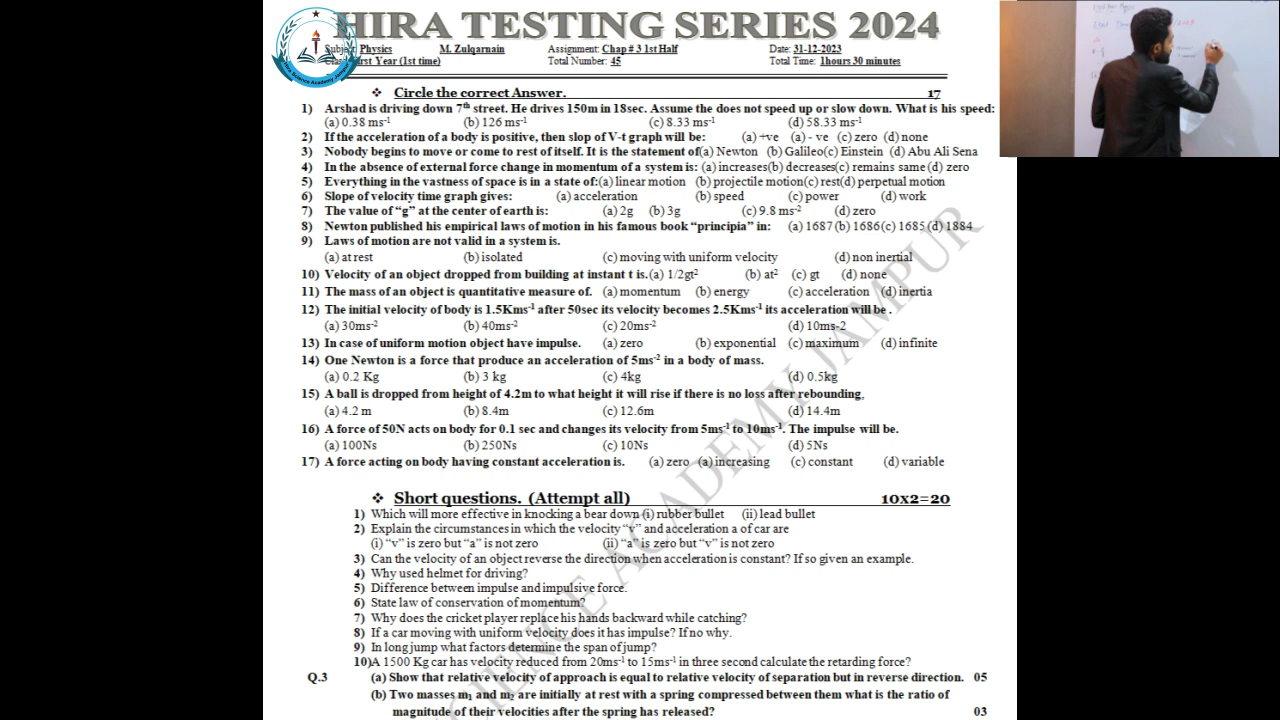 HIRA TESTING SERIES 2024
Subject: Physics M. Zulqarnain Assignment: Chap # 3 1st Half Date: 31-12-2023
First Year (1st time) Total Number: 45 Total Time: 1hours 30 minutes
❖ Circle the correct Answer. 17
1) Arshad is driving down 7th street. He drives 150m in 18sec. Assume the does not speed up or slow down. What is his speed:
(a) 0.38 ms-1 (b) 126 ms-1 (c) 8.33 ms-1 (d) 58.33 ms-1
2) If the acceleration of a body is positive, then slop of V-t graph will be: (a) +ve (a) - ve (c) zero (d) none
3) Nobody begins to move or come to rest of itself. It is the statement of(a) Newton (b) Galileo(c) Einstein (d) Abu Ali Sena
4) In the absence of external force change in momentum of a system is: (a) increases(b) decreases(c) remains same(d) zero
5) Everything in the vastness of space is in a state of:(a) linear motion (b) projectile motion(c) rest(d) perpetual motion
6) Slope of velocity time graph gives: (a) acceleration (b) speed (c) power (d) work
7) The value of “g” at the center of earth is: (a) 2g (b) 3g (c) 9.8 ms-2 (d) zero
8) Newton published his empirical laws of motion in his famous book “principia” in: (a) 1687(b) 1686(c) 1685(d) 1884
9) Laws of motion are not valid in a system is.
(a) at rest (b) isolated (c) moving with uniform velocity (d) non inertial
10) Velocity of an object dropped from building at instant t is.(a) 1/2gt2 (b) at2 (c) gt (d) none
11) The mass of an object is quantitative measure of. (a) momentum (b) energy (c) acceleration (d) inertia
12) The initial velocity of body is 1.5Kms-1 after 50sec its velocity becomes 2.5Kms-1 its acceleration will be .
(a) 30ms-2 (b) 40ms-2 (c) 20ms-2 (d) 10ms-2
13) In case of uniform motion object have impulse. (a) zero (b) exponential (c) maximum (d) infinite
14) One Newton is a force that produce an acceleration of 5ms-2 in a body of mass.
(a) 0.2 Kg (b) 3 kg (c) 4kg (d) 0.5kg
15) A ball is dropped from height of 4.2m to what height it will rise if there is no loss after rebounding.
(a) 4.2 m (b) 8.4m (c) 12.6m (d) 14.4m
16) A force of 50N acts on body for 0.1 sec and changes its velocity from 5ms-1 to 10ms-1. The impulse will be.
(a) 100Ns (b) 250Ns (c) 10Ns (d) 5Ns
17) A force acting on body having constant acceleration is. (a) zero (a) increasing (c) constant (d) variable
❖ Short questions. (Attempt all) 10x2=20
1) Which will more effective in knocking a bear down (i) rubber bullet (ii) lead bullet
2) Explain the circumstances in which the velocity “v” and acceleration a of car are
(i) “v” is zero but “a” is not zero (ii) “a” is zero but “v” is not zero
3) Can the velocity of an object reverse the direction when acceleration is constant? If so given an example.
4) Why used helmet for driving?
5) Difference between impulse and impulsive force.
6) State law of conservation of momentum?
7) Why does the cricket player replace his hands backward while catching?
8) If a car moving with uniform velocity does it has impulse? If no why.
9) In long jump what factors determine the span of jump?
10)A 1500 Kg car has velocity reduced from 20ms-1 to 15ms-1 in three second calculate the retarding force?
Q.3 (a) Show that relative velocity of approach is equal to relative velocity of separation but in reverse direction. 05
(b) Two masses m1 and m2 are initially at rest with a spring compressed between them what is the ratio of
magnitude of their velocities after the spring has released? 03
SCIENCE ACADEMY JAMPUR